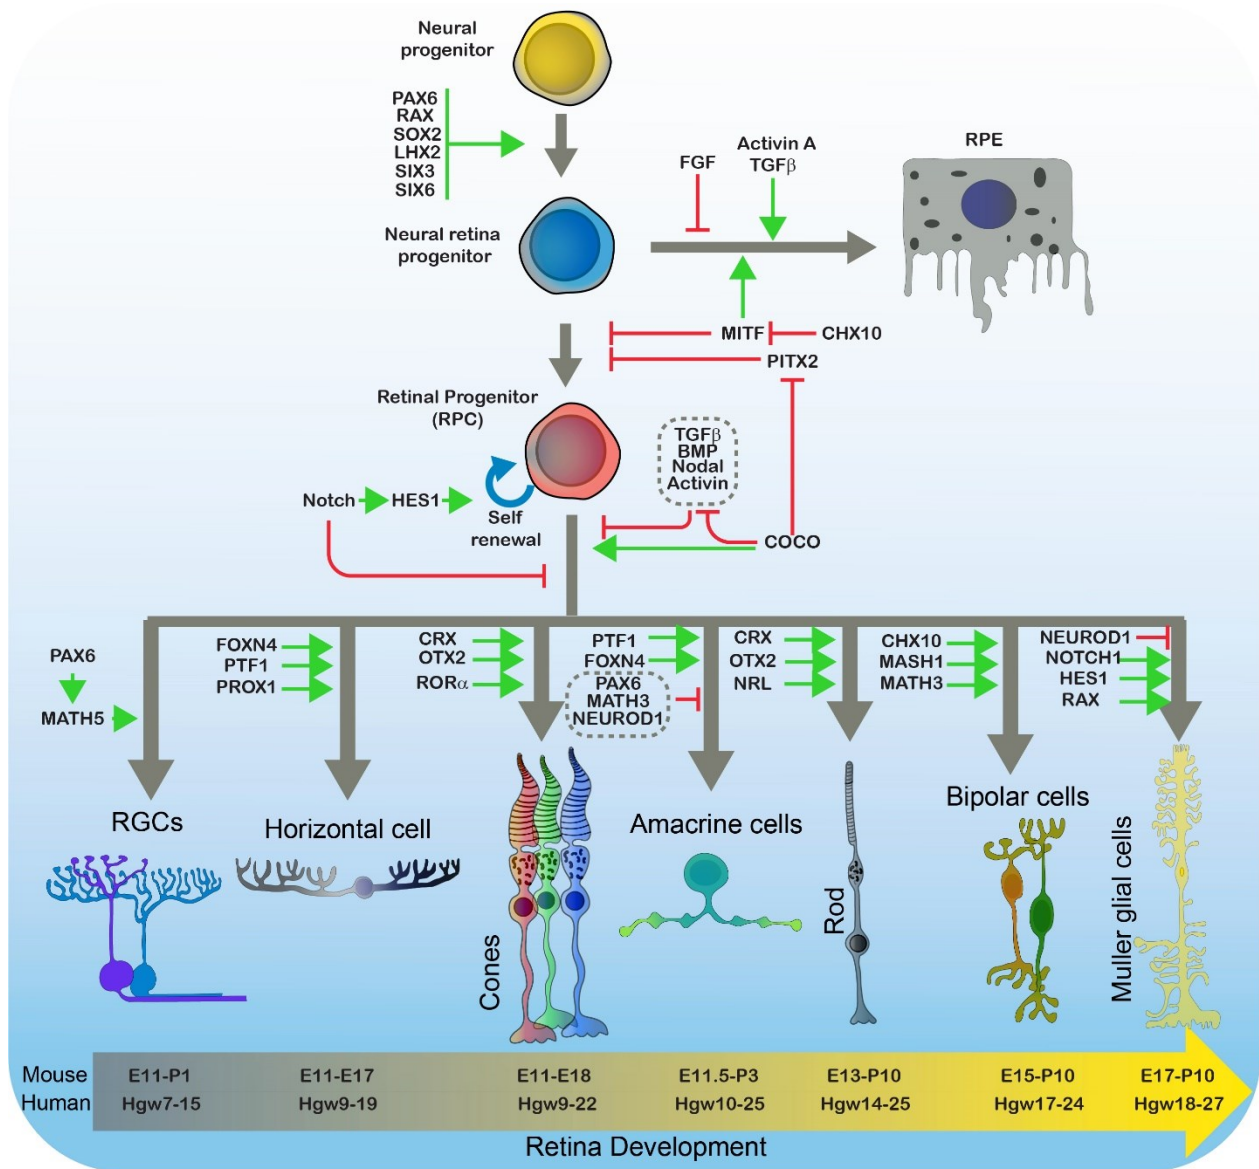 Neural
progenitor
PAX6
RAX
SOX2
LHX2
SIX3
SIX6
FGF
Activin A
TGFβ
RPE
Neural retina
progenitor
MITF
CHX10
PITX2
Retinal Progenitor
(RPC)
TGFβ
BMP
Nodal
Activin
Notch
HES1
Self
renewal
COCO
PAX6
MATH5
FOXN4
PTF1
PROX1
CRX
OTX2
RORα
PTF1
FOXN4
PAX6
MATH3
NEUROD1
CRX
OTX2
NRL
CHX10
MASH1
MATH3
NEUROD1
NOTCH1
HES1
RAX
RGCs
Horizontal cell
Cones
Amacrine cells
Rod
Bipolar cells
Muller glial cells
Mouse E11-P1 E11-E17 E11-E18 E11.5-P3 E13-P10 E15-P10 E17-P10
Human Hgw7-15 Hgw9-19 Hgw9-22 Hgw10-25 Hgw14-25 Hgw17-24 Hgw18-27
Retina Development